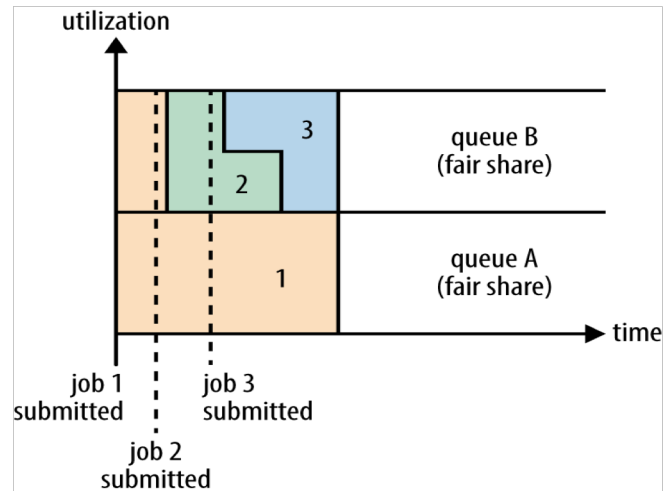 utilization
3
queue B
(fair share)
2
1
queue A
(fair share)
time
job 1
submitted
job 3
submitted
job 2
submitted